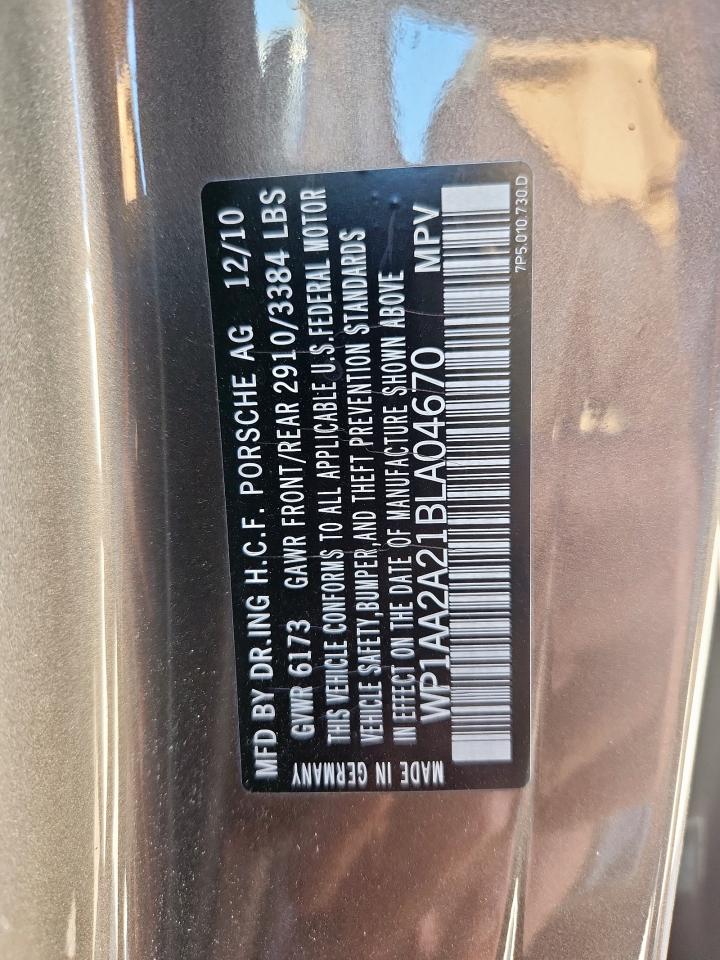 MFD BY DR.ING H.C.F. PORSCHE AG 12/10
GVWR 6173 GAWR FRONT/REAR 2910/3384 LBS
THIS VEHICLE CONFORMS TO ALL APPLICABLE U.S.FEDERAL MOTOR
VEHICLE SAFETY,BUMPER,AND THEFT PREVENTION STANDARDS
IN EFFECT ON THE DATE OF MANUFACTURE SHOWN ABOVE
WP1AA2A21BLA04670 MPV
MADE IN GERMANY
7P5.010.730.D